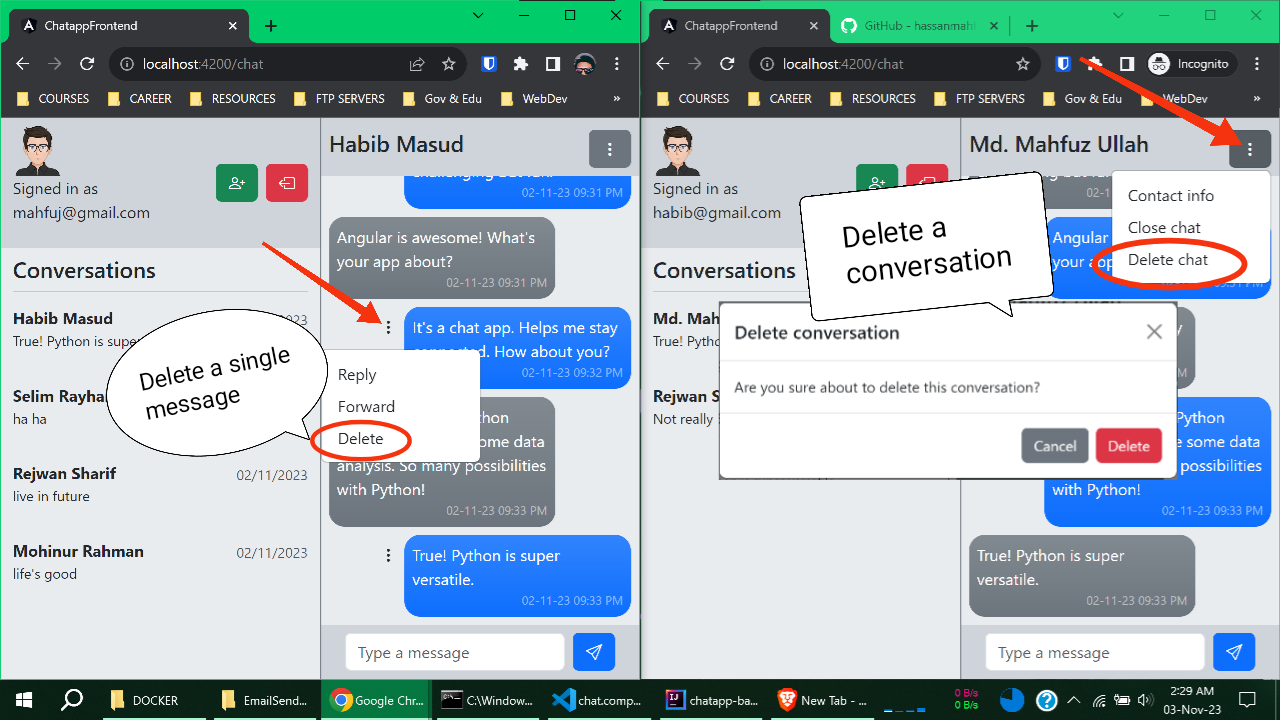 ChatappFrontend
localhost:4200/chat
COURSES
CAREER
RESOURCES
FTP SERVERS
Gov & Edu
WebDev
»
Signed in as
mahfuj@gmail.com
Conversations
Habib Masud
True! Python is supe
Selim Rayha
ha ha
Rejwan Sharif
02/11/2023
live in future
Mohinur Rahman
02/11/2023
life's good
Delete a single
message
Habib Masud
02-11-23 09:31 PM
Angular is awesome! What's
your app about?
02-11-23 09:31 PM
It's a chat app. Helps me stay
connected. How about you?
02-11-23 09:32 PM
Reply
Forward
Delete
some data
analysis. So many possibilities
with Python!
02-11-23 09:33 PM
True! Python is super
versatile.
02-11-23 09:33 PM
Type a message
ChatappFrontend
GitHub - hassanmah
localhost:4200/chat
Incognito
COURSES
CAREER
RESOURCES
FTP SERVERS
Gov & Edu
WebDev
»
Signed in as
habib@gmail.com
Conversations
Md. Mah
True! Pytho
Rejwan S
Not really
Delete a
conversation
Md. Mahfuz Ullah
Contact info
Close chat
Delete chat
Angular
your app
Delete conversation
Are you sure about to delete this conversation?
Cancel
Delete
Python
some data
possibilities
with Python!
02-11-23 09:33 PM
True! Python is super
versatile.
02-11-23 09:33 PM
Type a message
DOCKER
EmailSend...
Google Chr...
C:\Window...
chat.comp...
chatapp-ba...
New Tab - ...
0 B/s
0 B/s
2:29 AM
03-Nov-23